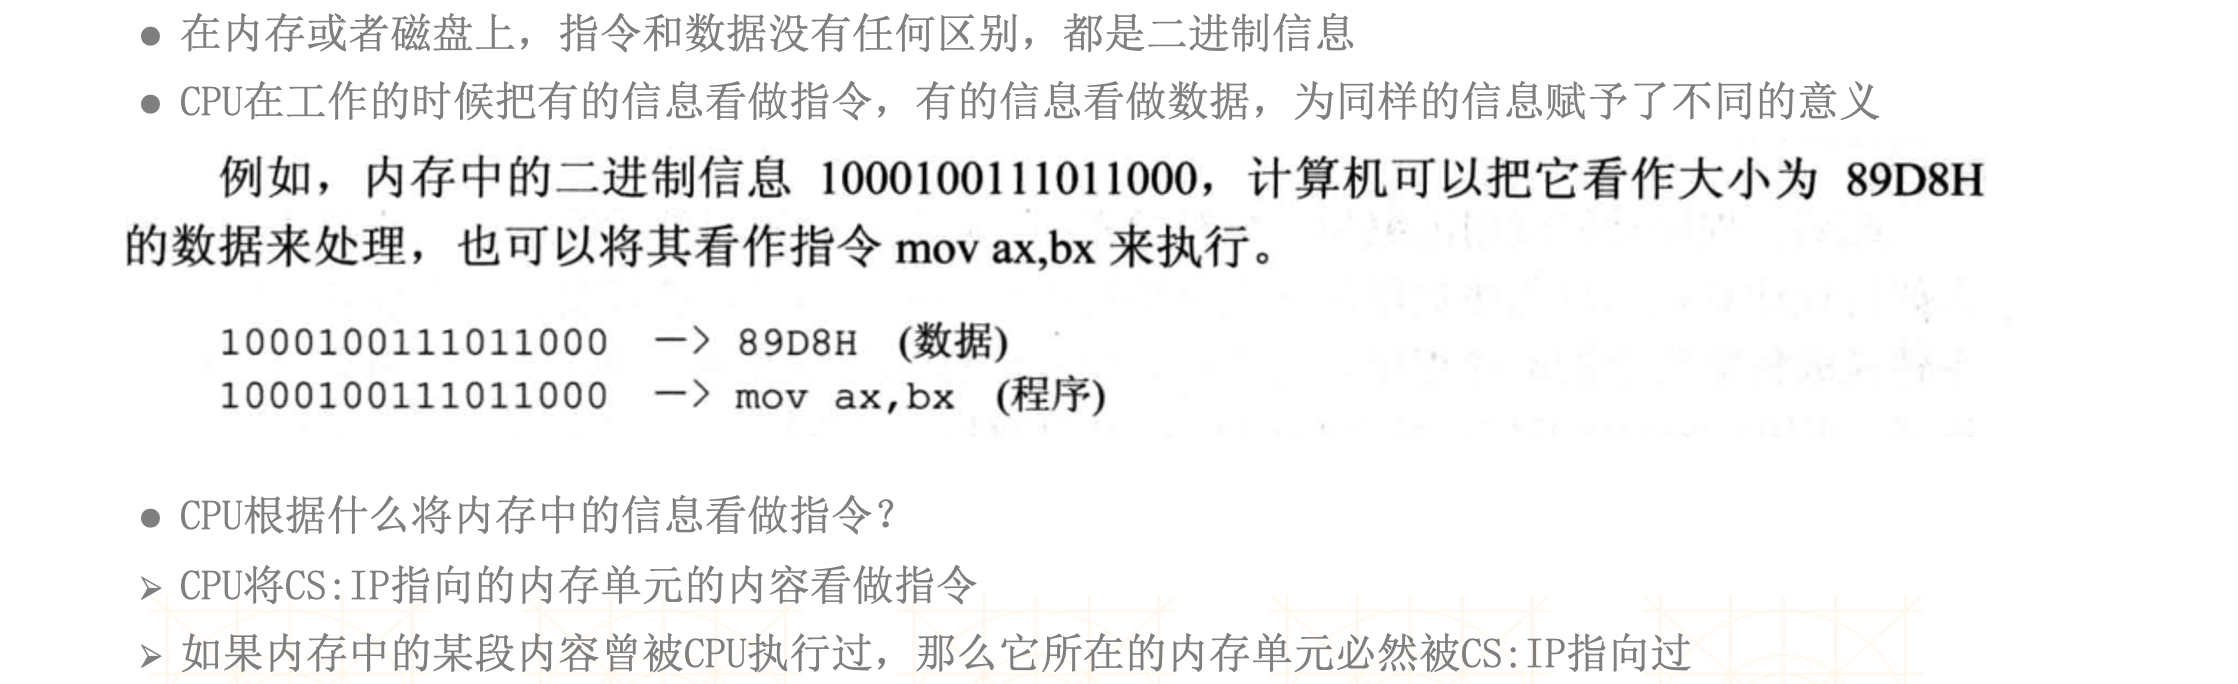 ● 在内存或者磁盘上，指令和数据没有任何区别，都是二进制信息
● CPU在工作的时候把有的信息看做指令，有的信息看做数据，为同样的信息赋予了不同的意义
例如，内存中的二进制信息 1000100111011000，计算机可以把它看作大小为 89D8H
的数据来处理，也可以将其看作指令 mov ax,bx 来执行。
1000100111011000 —> 89D8H (数据)
1000100111011000 —> mov ax,bx (程序)
● CPU根据什么将内存中的信息看做指令？
➢ CPU将CS:IP指向的内存单元的内容看做指令
➢ 如果内存中的某段内容曾被CPU执行过，那么它所在的内存单元必然被CS:IP指向过